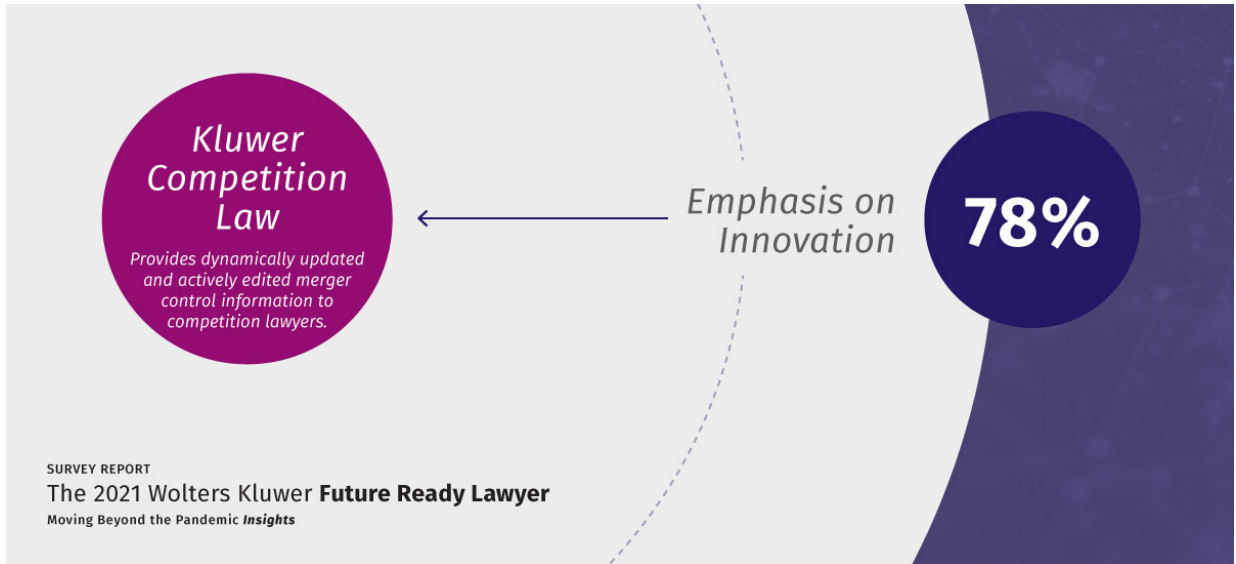 Kluwer
Competition
Law
Provides dynamically updated
and actively edited merger
control information to
competition lawyers.
Emphasis on
Innovation
78%
SURVEY REPORT
The 2021 Wolters Kluwer Future Ready Lawyer
Moving Beyond the Pandemic Insights